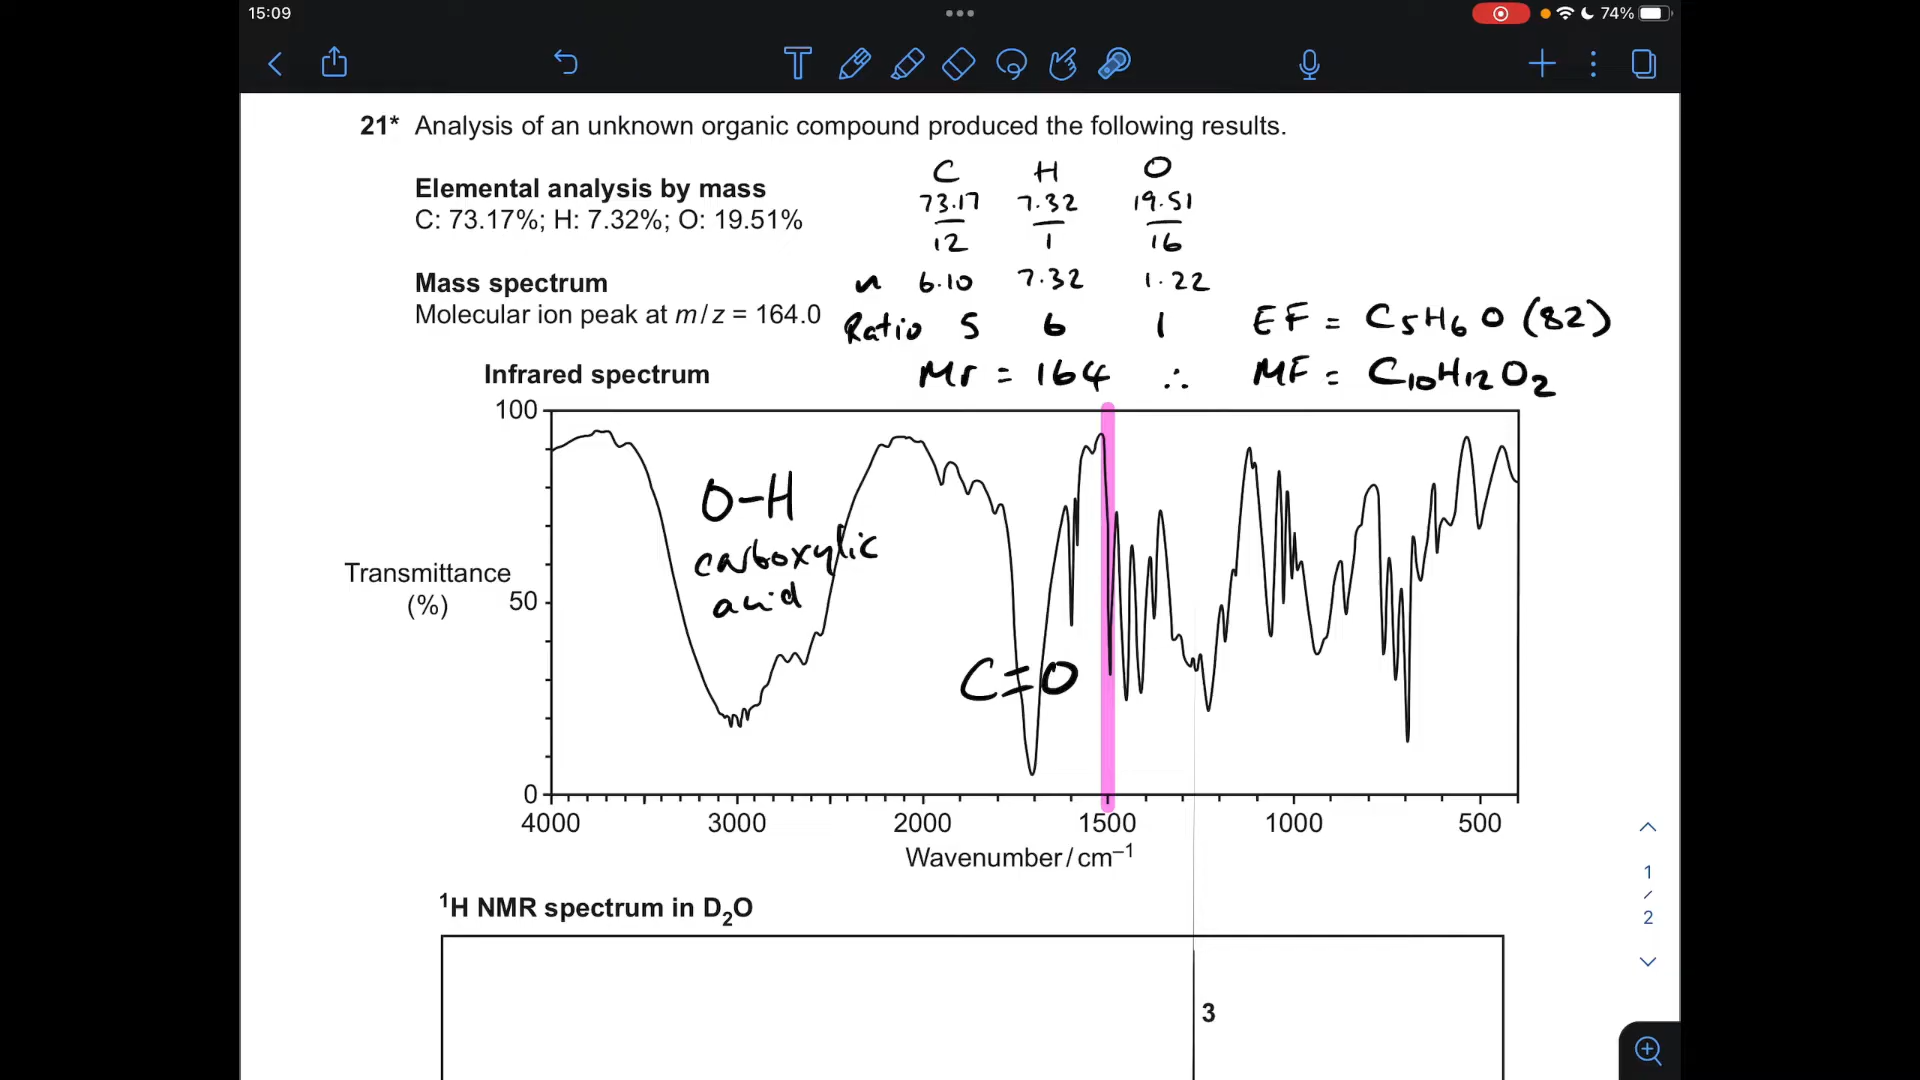 15:09
74%
21* Analysis of an unknown organic compound produced the following results.
C H O
Elemental analysis by mass
73.17 7.32 19.51
C: 73.17%; H: 7.32%; O: 19.51%
12 1 16
Mass spectrum
n 6.10 7.32 1.22
Molecular ion peak at m/z = 164.0
Ratio 5 6 1 EF = C5H6O (82)
Infrared spectrum
Mr = 164 ∴ MF = C10H12O2
100
O-H
carboxylic
acid
Transmittance
(%)
50
C=O
0
4000 3000 2000 1500 1000 500
Wavenumber/cm⁻¹
1
/
2
¹H NMR spectrum in D₂O
3